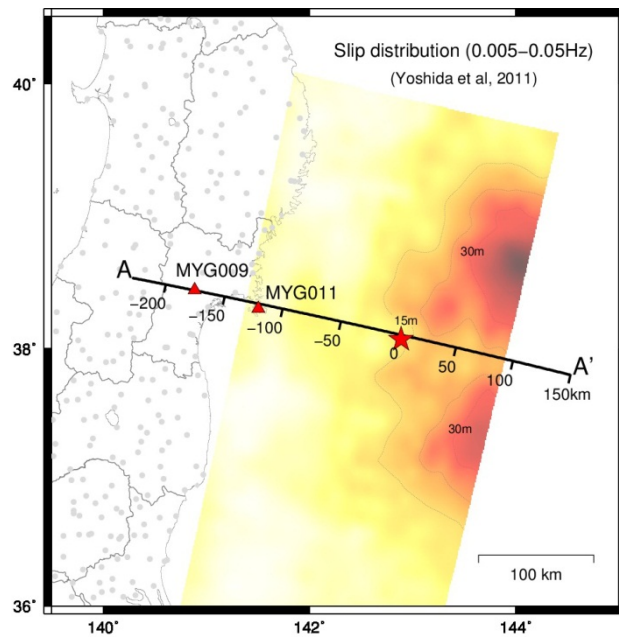 Slip distribution (0.005−0.05Hz)
(Yoshida et al, 2011)
40°
30m
A
MYG009
MYG011
−200
−150
−100
−50
15m
0
50
100
A'
150km
38°
30m
100 km
36°
140°
142°
144°